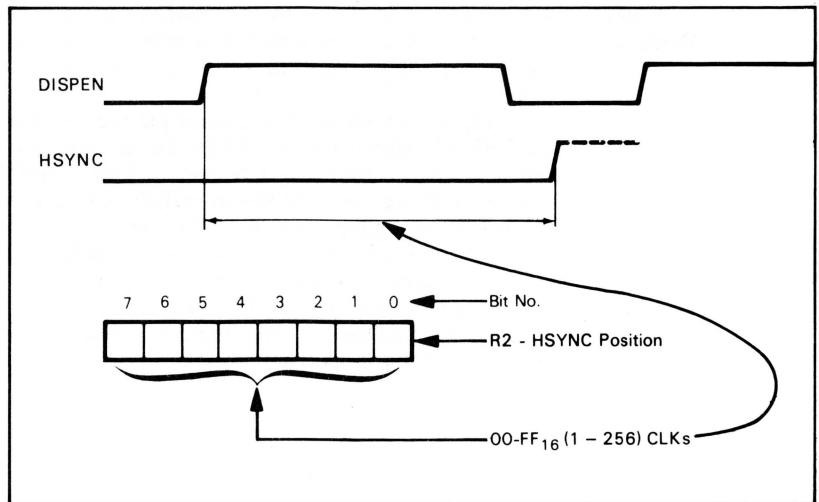 DISPEN
HSYNC
7 6 5 4 3 2 1 0
Bit No.
R2 - HSYNC Position
00-FF16 (1 – 256) CLKs